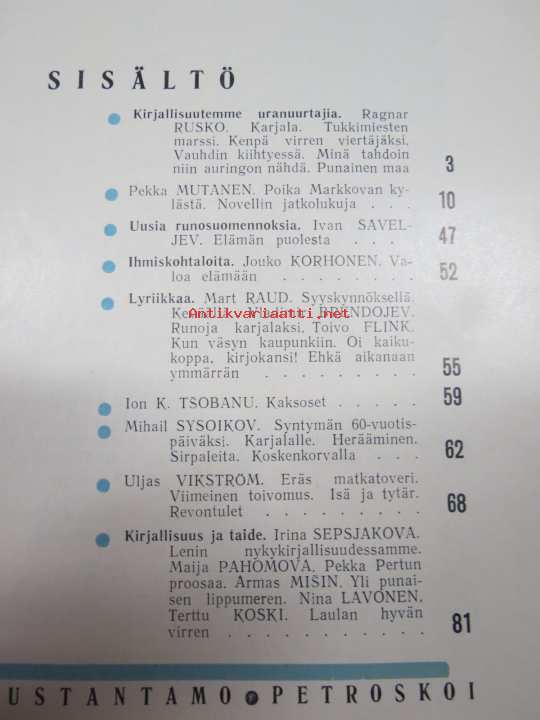 SISÄLTÖ
Kirjallisuutemme uranuurtajia. Ragnar
RUSKO. Karjala. Tukkimiesten
marssi. Kenpä virren viertäjäksi.
Vauhdin kiihtyessä. Minä tahdoin
niin auringon nähdä. Punainen maa 3
Pekka MUTANEN. Poika Markkovan ky-
lästä. Novellin jatkolukuja . . . 10
Uusia runosuomennoksia. Ivan SAVEL-
JEV. Elämän puolesta . . . . 47
Ihmiskohtaloita. Jouko KORHONEN. Va-
loa elämään . . . . . . . . 52
Lyriikkaa. Mart RAUD. Syyskynnöksellä.
BRENDOJEV.
Antikvariaatti.net
Runoja karjalaksi. Toivo FLINK.
Kun väsyn kaupunkiin. Oi kaiku-
koppa, kirjokansi! Ehkä aikanaan
ymmärrän . . . . . . . . . 55
Ion K. TSOBANU. Kaksoset . . . . . 59
Mihail SYSOIKOV. Syntymän 60-vuotis-
päiväksi. Karjalalle. Herääminen.
Sirpaleita. Koskenkorvalla . . . 62
Uljas VIKSTRÖM. Eräs matkatoveri.
Viimeinen toivomus. Isä ja tytär.
Revontulet . . . . . . . . . 68
Kirjallisuus ja taide. Irina SEPSJAKOVA.
Lenin nykykirjallisuudessamme.
Maija PAHOMOVA. Pekka Pertun
proosaa. Armas MIŠIN. Yli punai-
sen lippumeren. Nina LAVONEN.
Terttu KOSKI. Laulan hyvän
virren . . . . . . . . . . . 81
USTANTAMO PETROSKOI